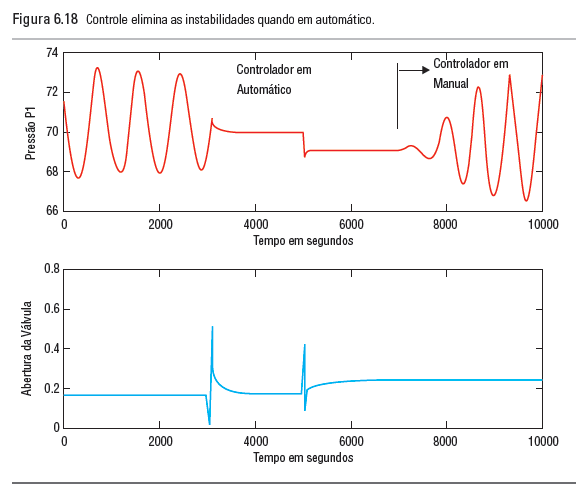 Figura 6.18 Controle elimina as instabilidades quando em automático.
74
72
70
68
66
Pressão P1
Controlador em
Automático
Controlador em
Manual
0 2000 4000 6000 8000 10000
Tempo em segundos
0.8
0.6
0.4
0.2
0
Abertura da Válvula
0 2000 4000 6000 8000 10000
Tempo em segundos